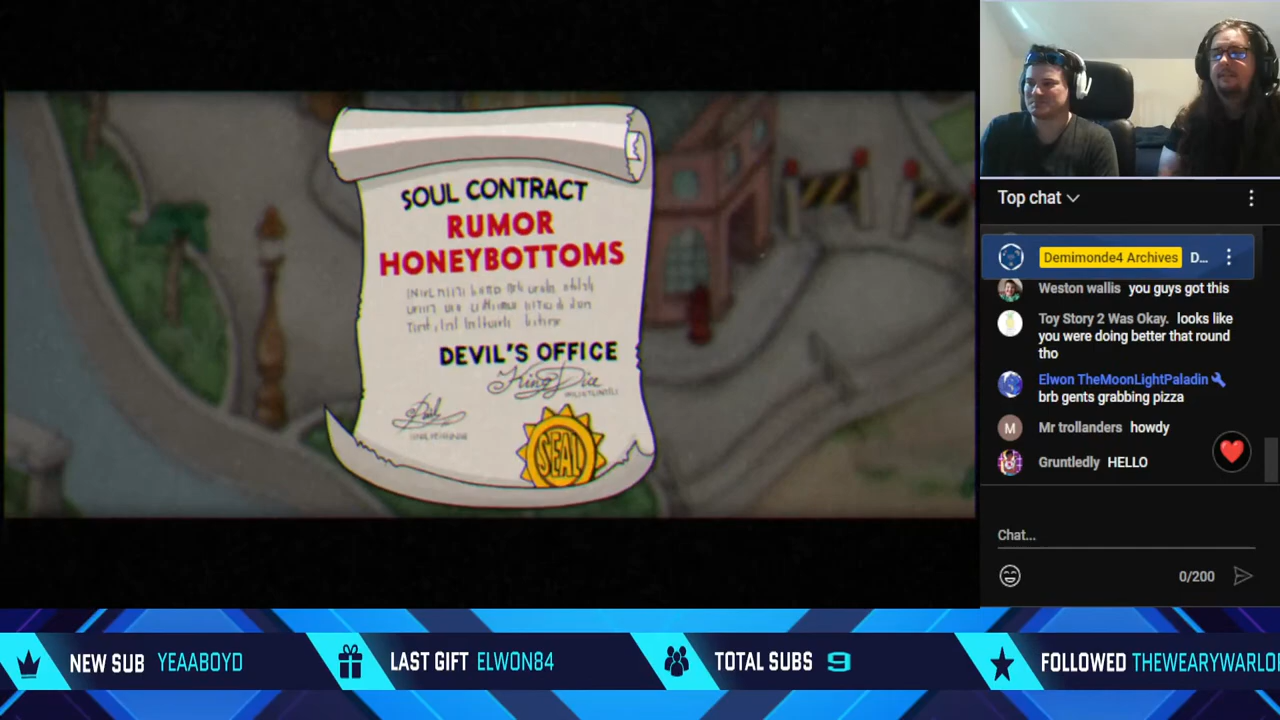 SOUL CONTRACT
RUMOR
HONEYBOTTOMS
DEVIL'S OFFICE
King Dice
SEAL
Top chat
Demimonde4 Archives D...
Weston wallis you guys got this
Toy Story 2 Was Okay. looks like
you were doing better that round
tho
Elwon TheMoonLightPaladin
brb gents grabbing pizza
Mr trollanders howdy
M
Gruntledly HELLO
Chat...
0/200
NEW SUB YEAABOYD
LAST GIFT ELWON84
TOTAL SUBS 9
FOLLOWED THEWEARYWARLO